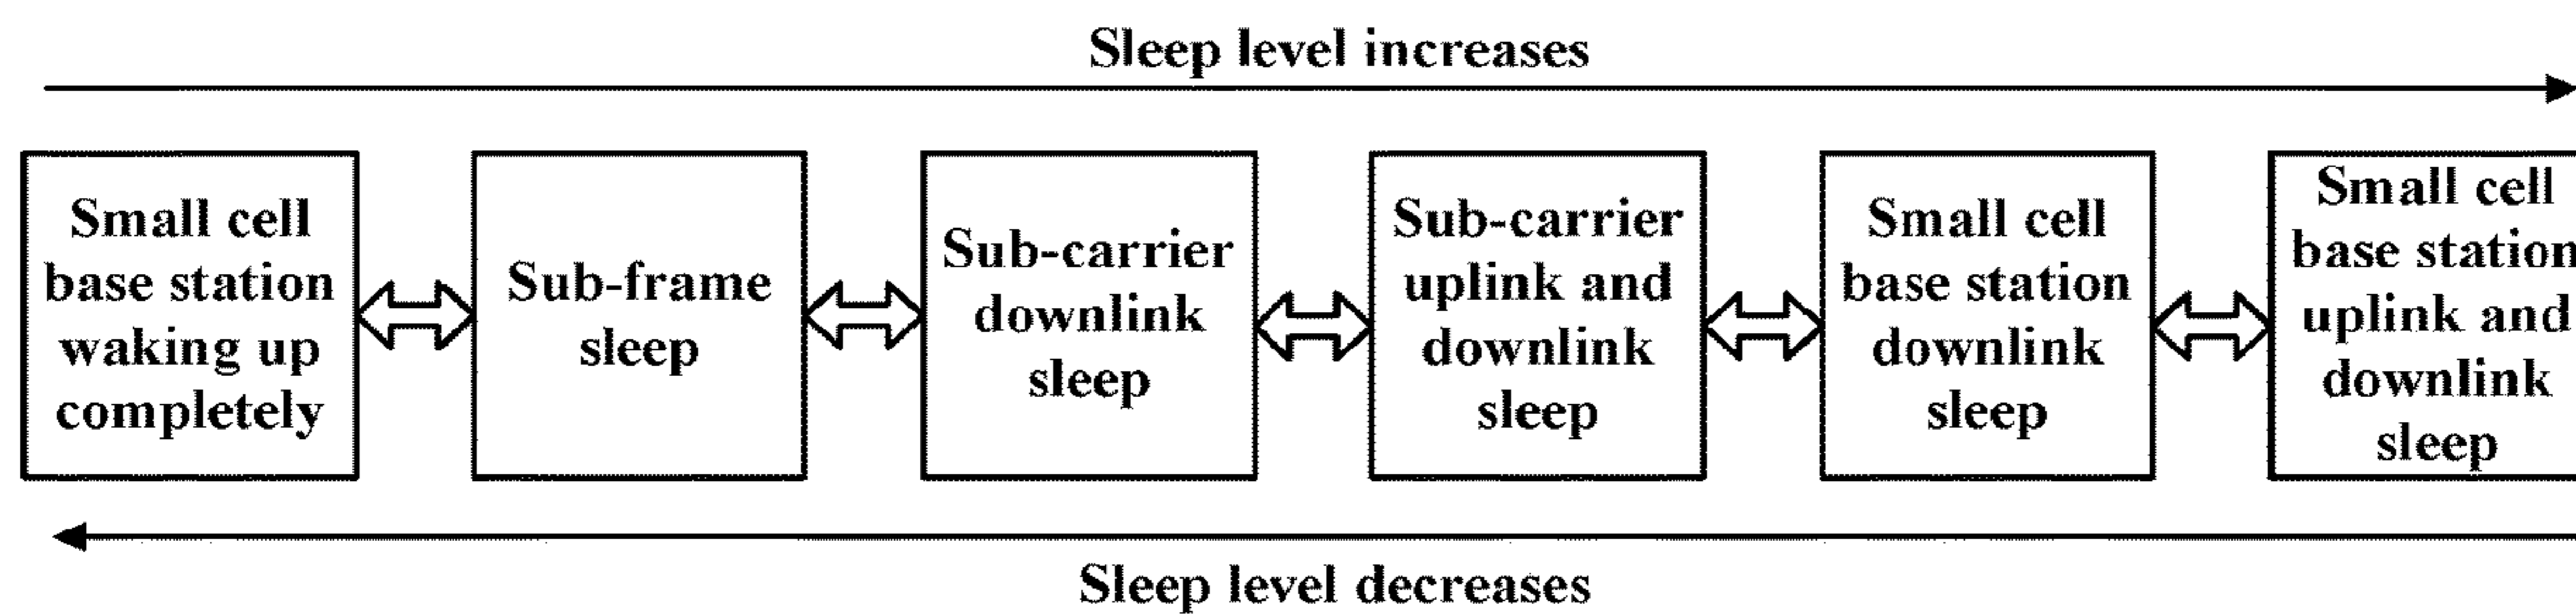 Sleep level increases
Small cell
base station
waking up
completely
Sub-frame
sleep
Sub-carrier
downlink
sleep
Sub-carrier
uplink and
downlink
sleep
Small cell
base station
downlink
sleep
Small cell
base station
uplink and
downlink
sleep
Sleep level decreases